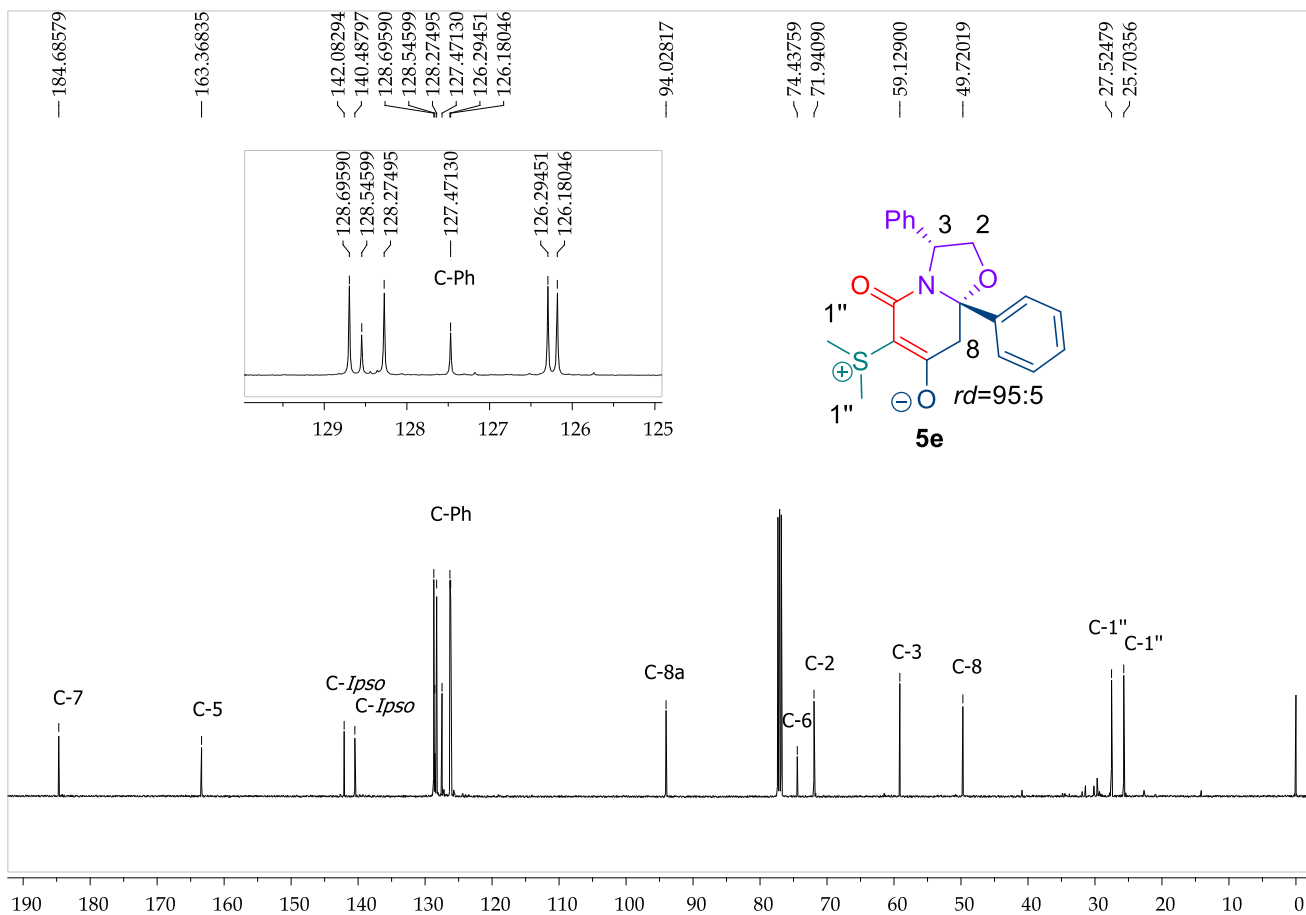 184.68579
163.36835
142.08294
140.48797
128.69590
128.54599
128.27495
127.47130
126.29451
126.18046
94.02817
74.43759
71.94090
59.12900
49.72019
27.52479
25.70356
128.69590
128.54599
128.27495
127.47130
126.29451
126.18046
C-Ph
129 128 127 126 125
Ph
3 2
O N O
1''
S 8
⊕
1'' ⊖ O rd=95:5
5e
C-Ph
C-7
C-5
C-Ipso
C-Ipso
C-8a
C-6
C-2
C-3
C-8
C-1''
C-1''
190 180 170 160 150 140 130 120 110 100 90 80 70 60 50 40 30 20 10 0